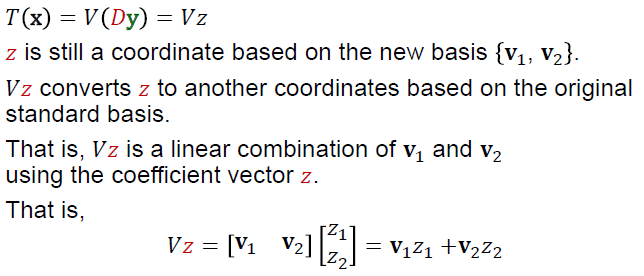 T(x) = V(Dy) = Vz
z is still a coordinate based on the new basis {v₁, v₂}.
Vz converts z to another coordinates based on the original
standard basis.
That is, Vz is a linear combination of v₁ and v₂
using the coefficient vector z.
That is,
Vz = [v₁ v₂] [z₁ z₂] = v₁z₁ +v₂z₂